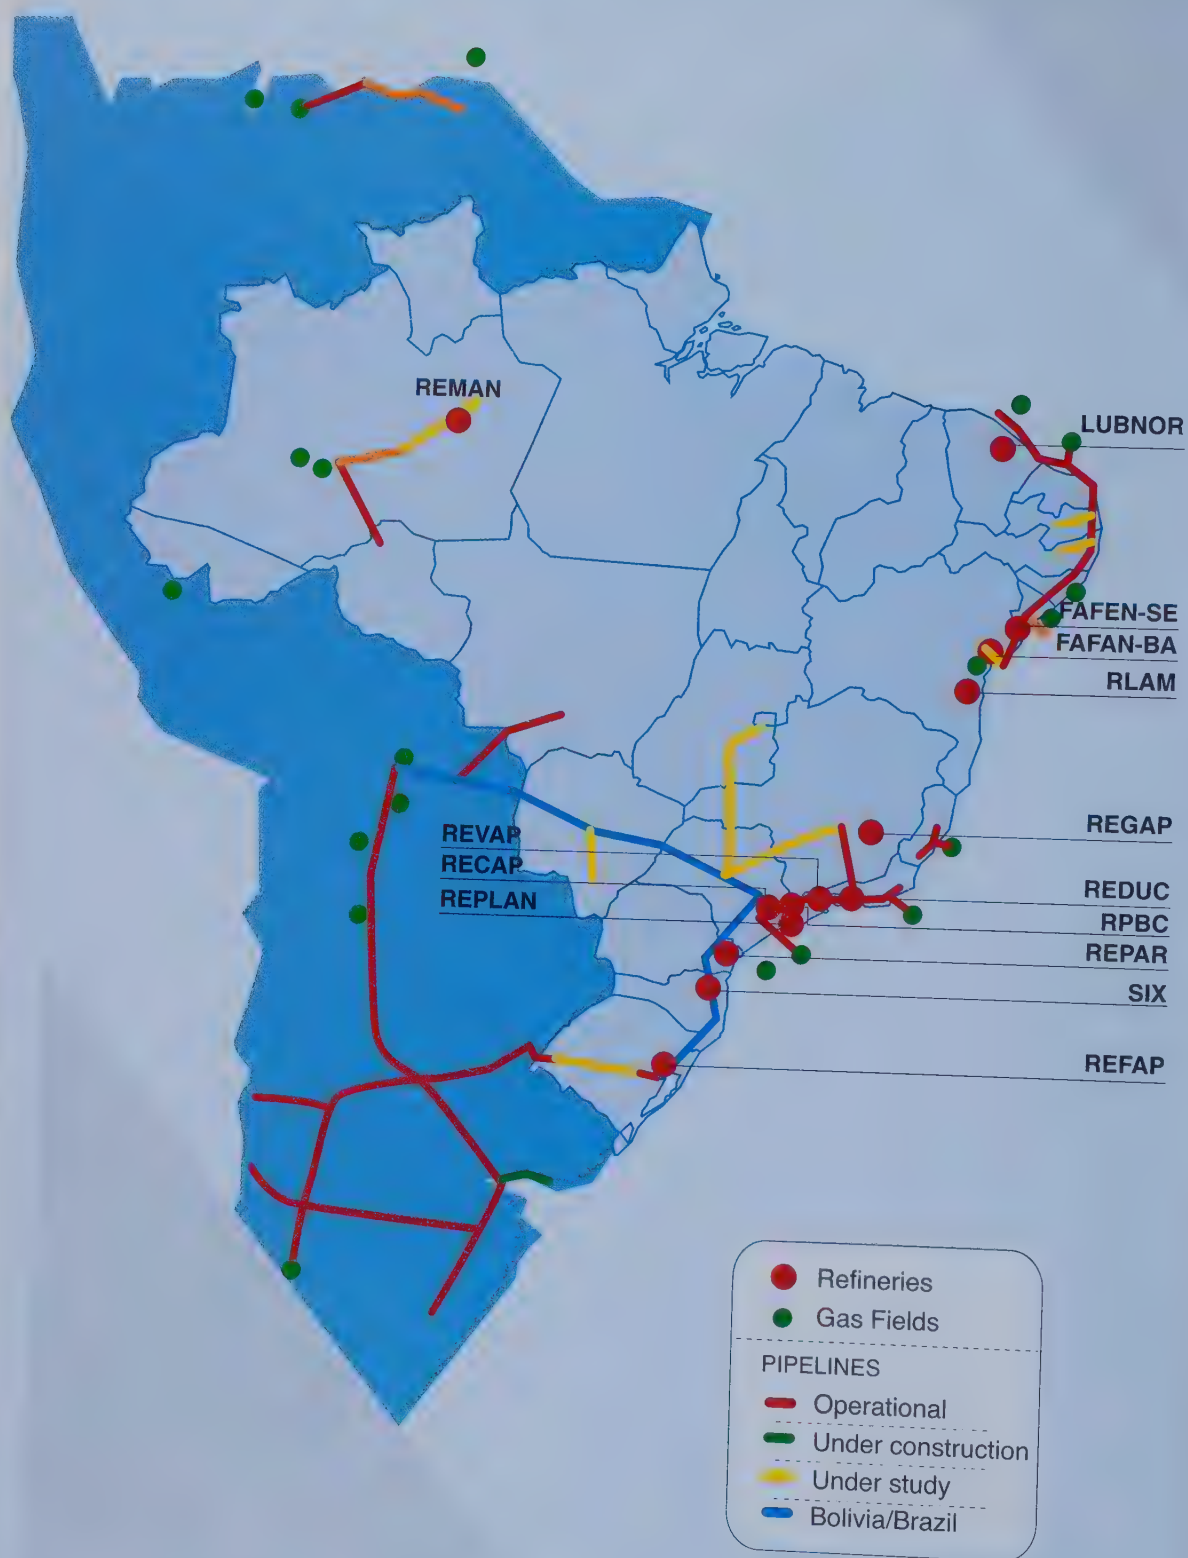 REMAN
LUBNOR
FAFEN-SE
FAFAN-BA
RLAM
REVAP
RECAP
REPLAN
REGAP
REDUC
RPBC
REPAR
SIX
REFAP
Refineries
Gas Fields
PIPELINES
Operational
Under construction
Under study
Bolivia/Brazil